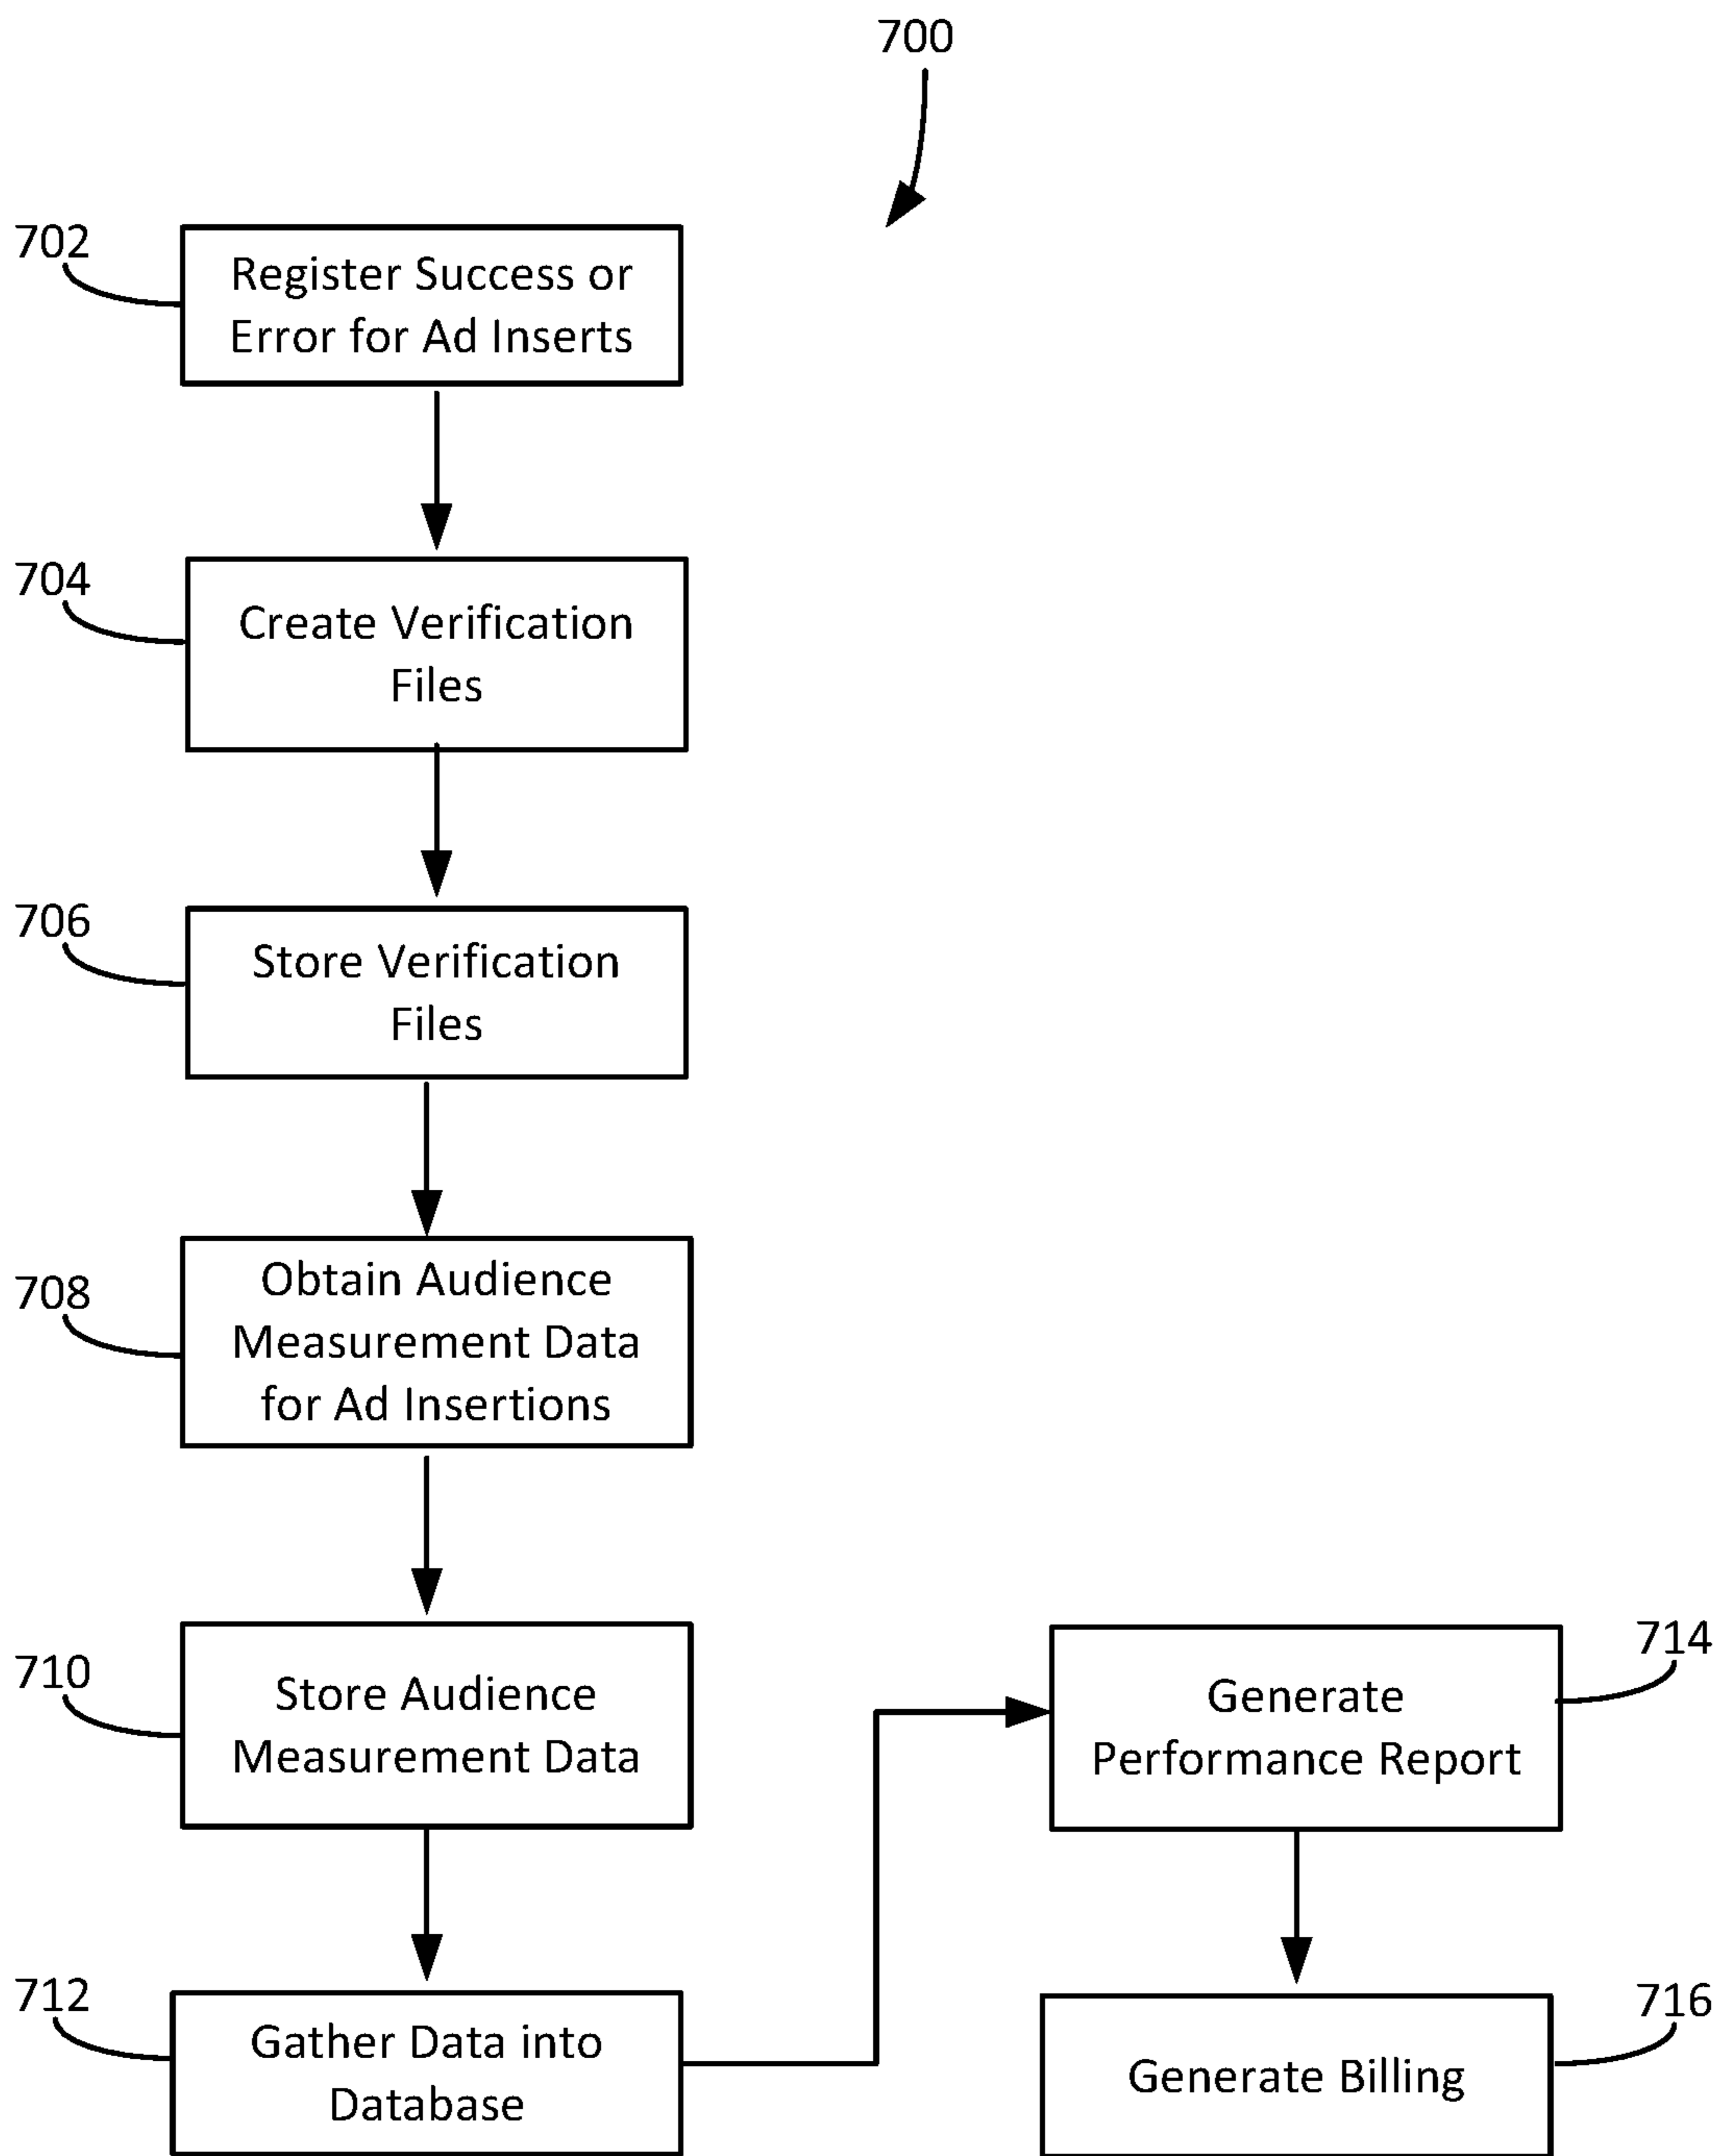 700
702
Register Success or
Error for Ad Inserts
704
Create Verification
Files
706
Store Verification
Files
708
Obtain Audience
Measurement Data
for Ad Insertions
710
Store Audience
Measurement Data
712
Gather Data into
Database
714
Generate
Performance Report
716
Generate Billing